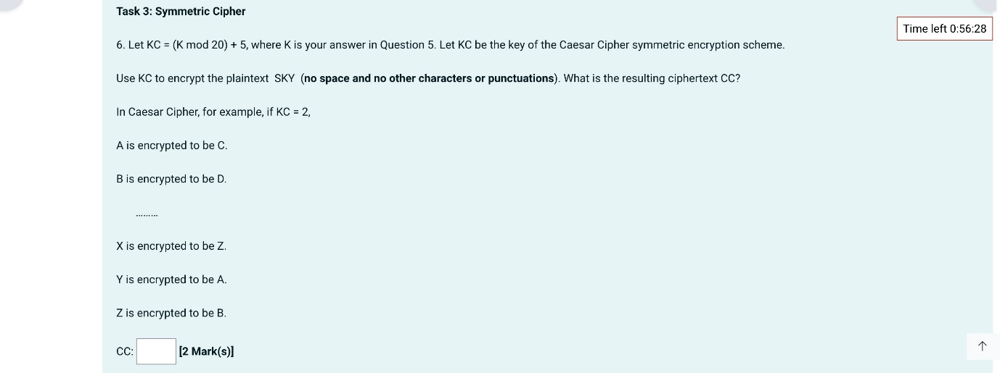 Task 3: Symmetric Cipher
Time left 0:56:28
6. Let KC = (K mod 20) + 5, where K is your answer in Question 5. Let KC be the key of the Caesar Cipher symmetric encryption scheme.
Use KC to encrypt the plaintext  SKY  (no space and no other characters or punctuations). What is the resulting ciphertext CC?
In Caesar Cipher, for example, if KC = 2,
A is encrypted to be C.
B is encrypted to be D.
.........
X is encrypted to be Z.
Y is encrypted to be A.
Z is encrypted to be B.
CC: [2 Mark(s)]